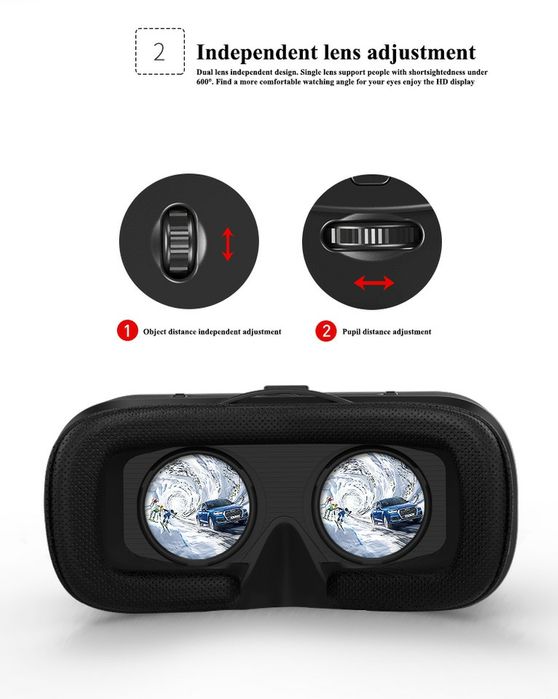 2
Independent lens adjustment
Dual lens independent design. Single lens support people with shortsightedness under
600°. Find a more comfortable watching angle for your eyes enjoy the HD display
1 Object distance independent adjustment
2 Pupil distance adjustment